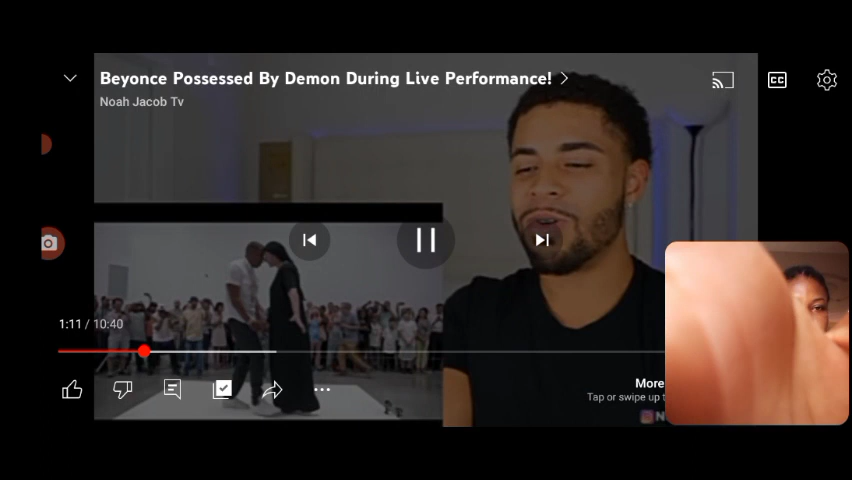 Beyonce Possessed By Demon During Live Performance!
Noah Jacob Tv
CC
1:11 / 10:40
More
Tap or swipe up